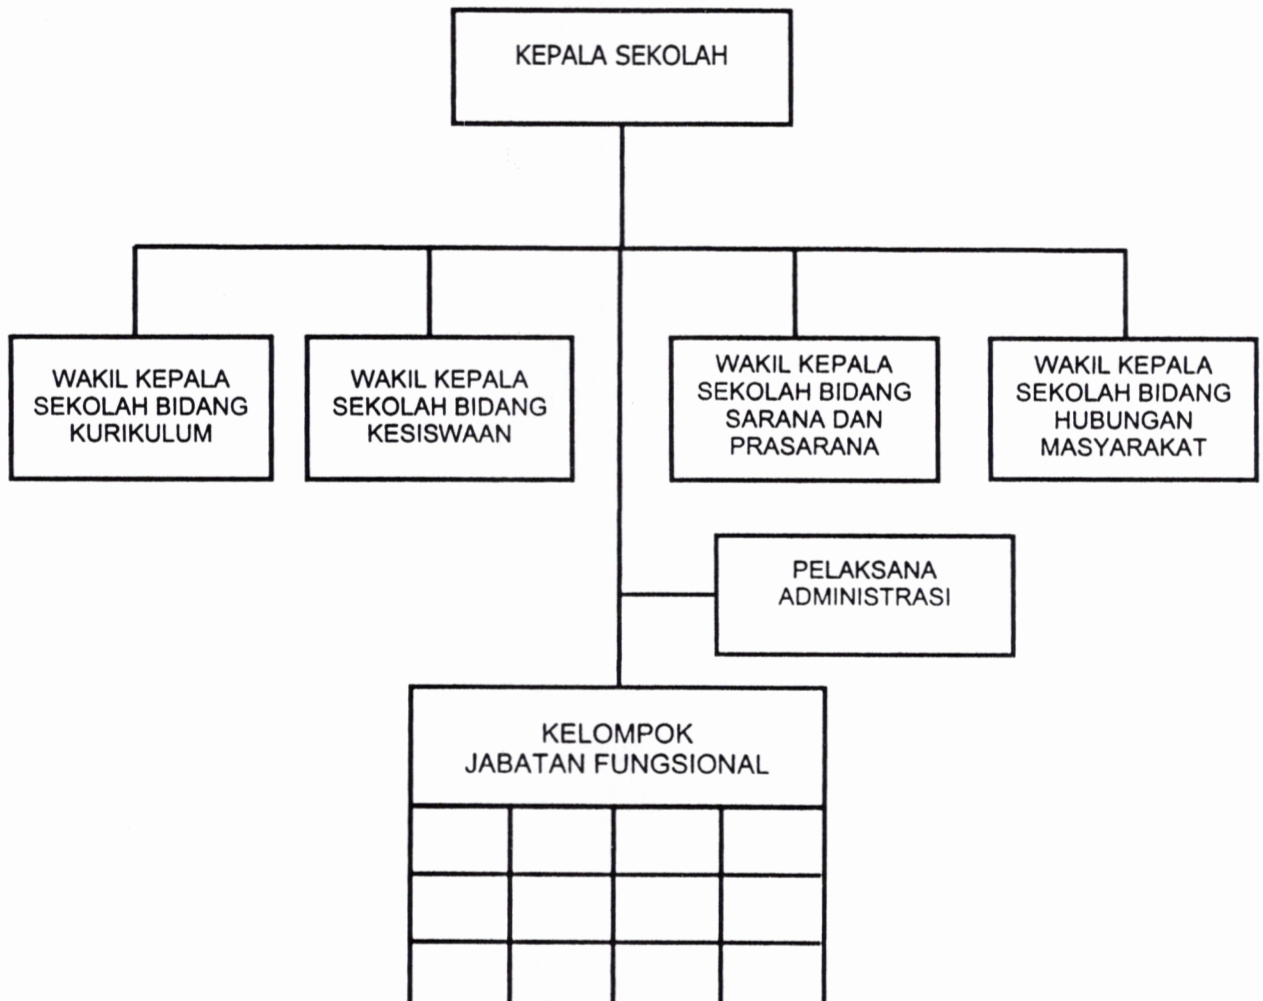 KEPALA SEKOLAH
WAKIL KEPALA
SEKOLAH BIDANG
KURIKULUM
WAKIL KEPALA
SEKOLAH BIDANG
KESISWAAN
WAKIL KEPALA
SEKOLAH BIDANG
SARANA DAN
PRASARANA
WAKIL KEPALA
SEKOLAH BIDANG
HUBUNGAN
MASYARAKAT
PELAKSANA
ADMINISTRASI
KELOMPOK
JABATAN FUNGSIONAL